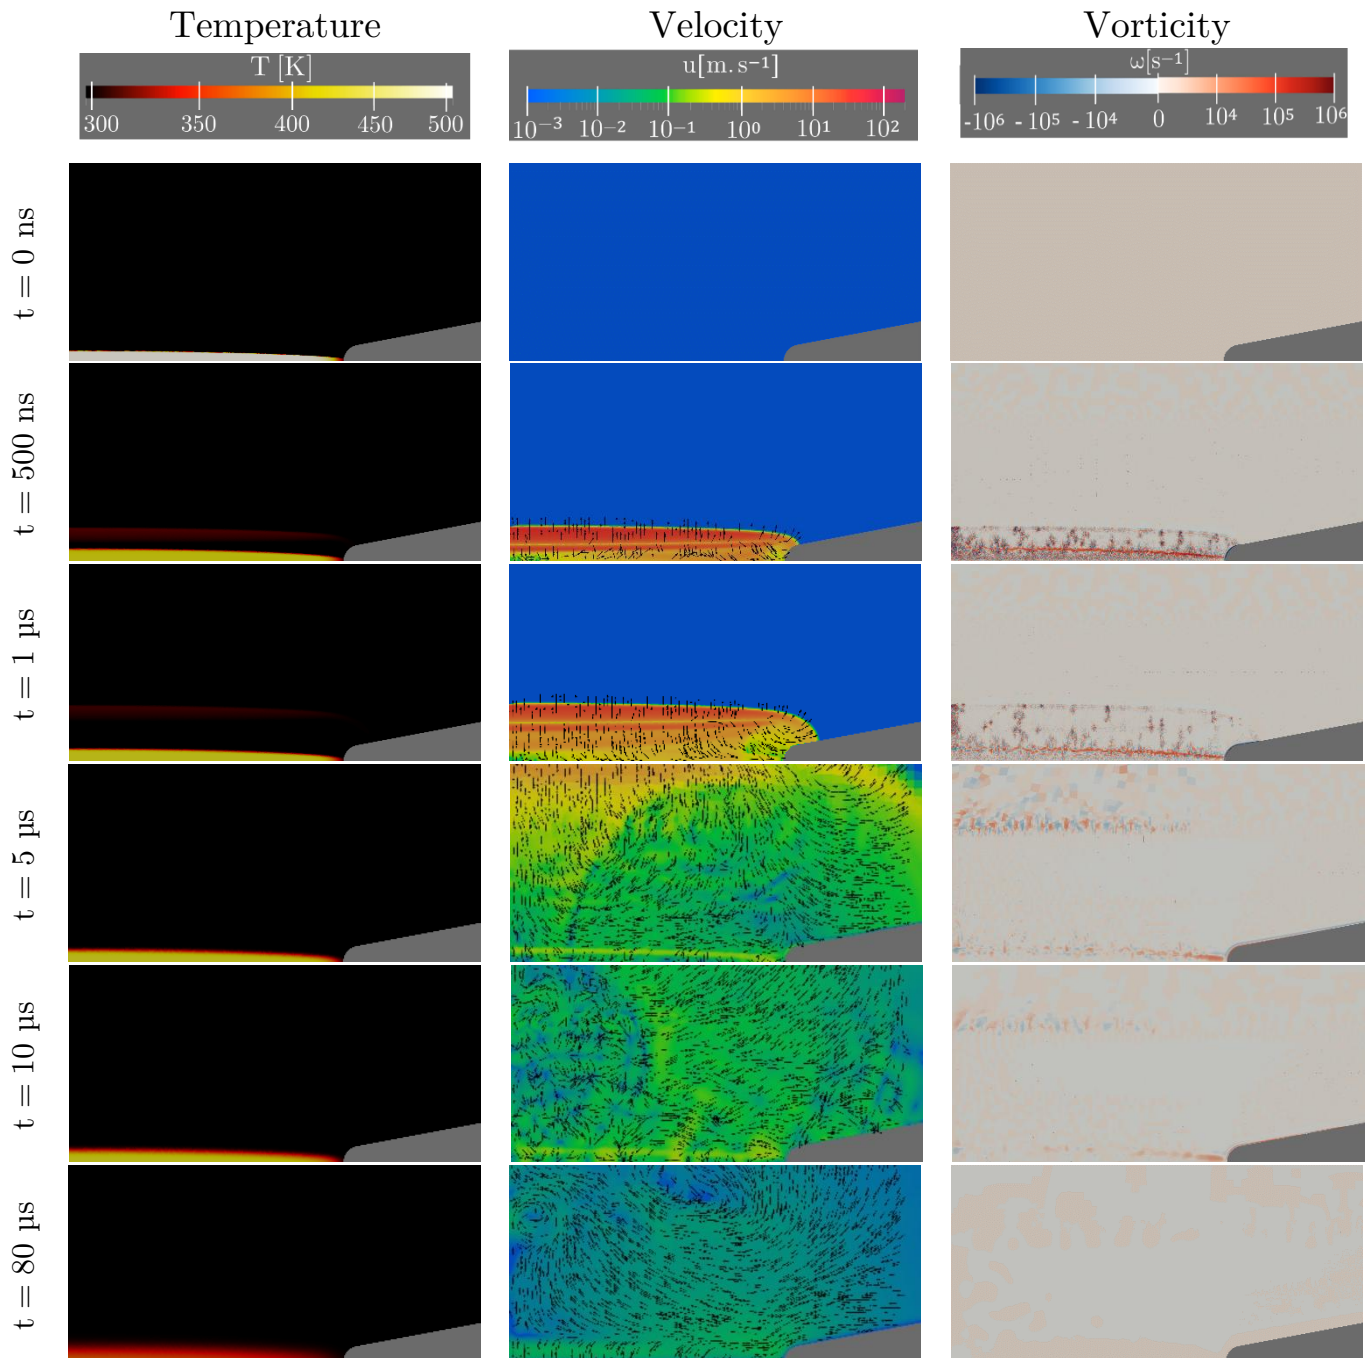 Temperature Velocity Vorticity
T [K] u[m.s⁻¹] ω[s⁻¹]
300 350 400 450 500 10⁻³ 10⁻² 10⁻¹ 10⁰ 10¹ 10² -10⁶ -10⁵ -10⁴ 0 10⁴ 10⁵ 10⁶
t = 0 ns
t = 500 ns
t = 1 µs
t = 5 µs
t = 10 µs
t = 80 µs